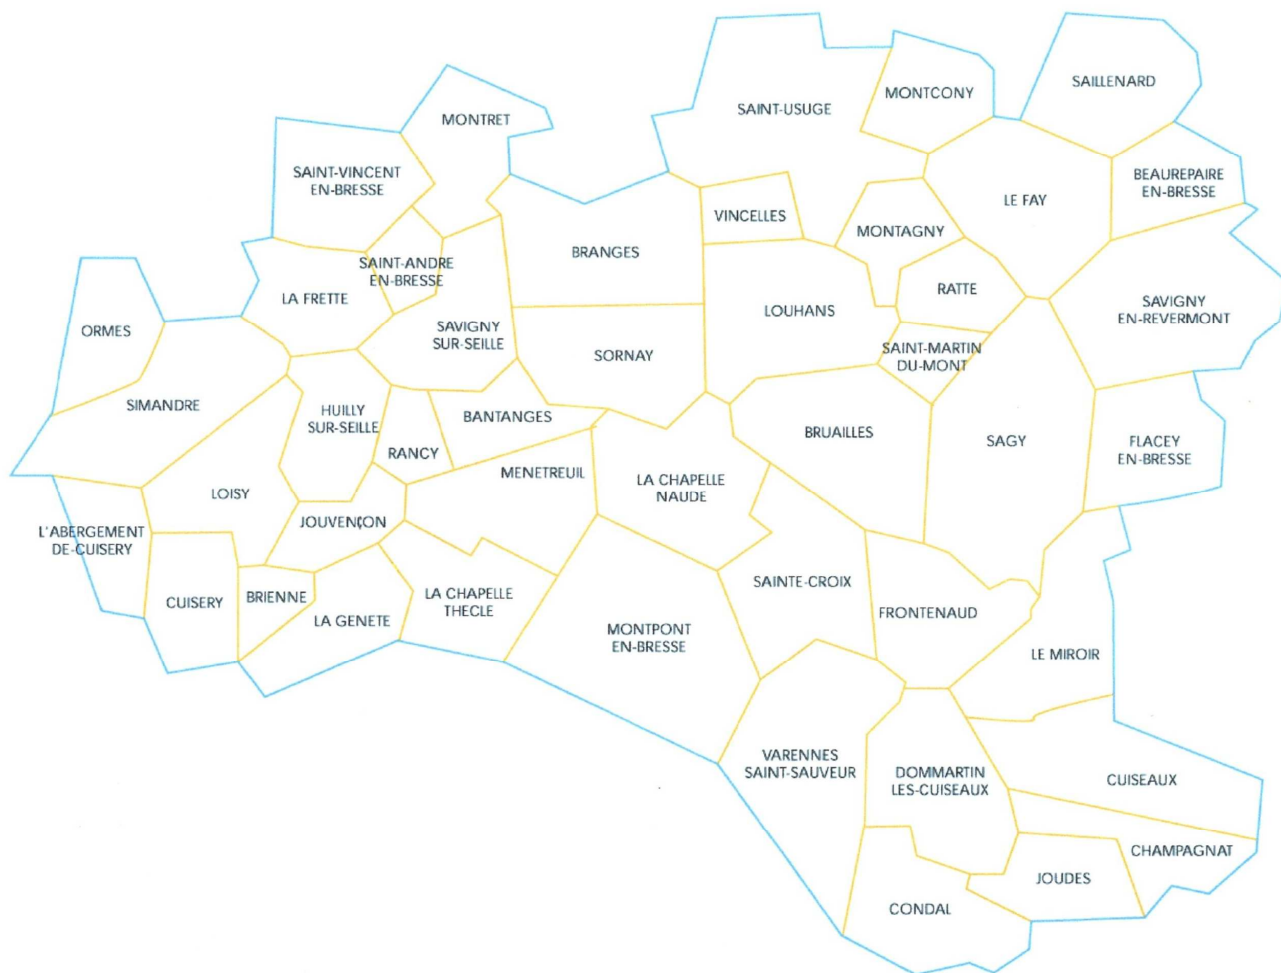 SAILLENARD
MONTCONY
SAINT-USUGE
MONTRET
SAINT-VINCENT
EN-BRESSE
BEAUREPAIRE
EN-BRESSE
LE FAY
VINCELLES
MONTAGNY
BRANGES
SAINT-ANDRE
EN-BRESSE
LA FRETTE
RATTE
SAVIGNY
EN-REVERMONT
LOUHANS
ORMES
SAVIGNY
SUR-SEILLE
SORNAY
SAINT-MARTIN
DU-MONT
SIMANDRE
HUILLY
SUR-SEILLE
BANTANGES
BRUAILLES
SAGY
FLACEY
EN-BRESSE
RANCY
MENETREUIL
LA CHAPELLE
NAUDE
LOISY
JOUVENÇON
L'ABERGEMENT
DE-CUISERY
CUISERY
BRIENNE
LA GENETE
LA CHAPELLE
THECLE
SAINTE-CROIX
FRONTENAUD
MONTPONT
EN-BRESSE
LE MIROIR
VARENNES
SAINT-SAUVEUR
DOMMARTIN
LES-CUISEAUX
CUISEAUX
CHAMPAGNAT
JOUDES
CONDAL